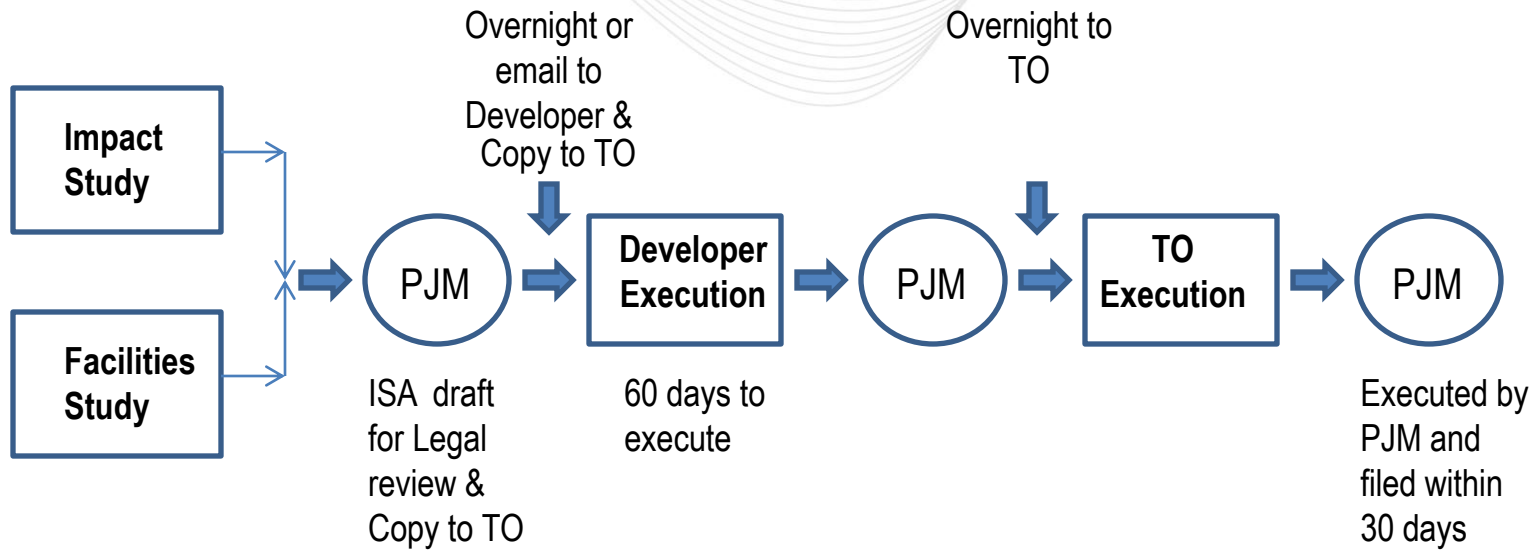 Overnight or
email to
Developer &
Copy to TO
Overnight to
TO
Impact
Study
Facilities
Study
PJM
Developer
Execution
PJM
TO
Execution
PJM
ISA draft
for Legal
review &
Copy to TO
60 days to
execute
Executed by
PJM and
filed within
30 days